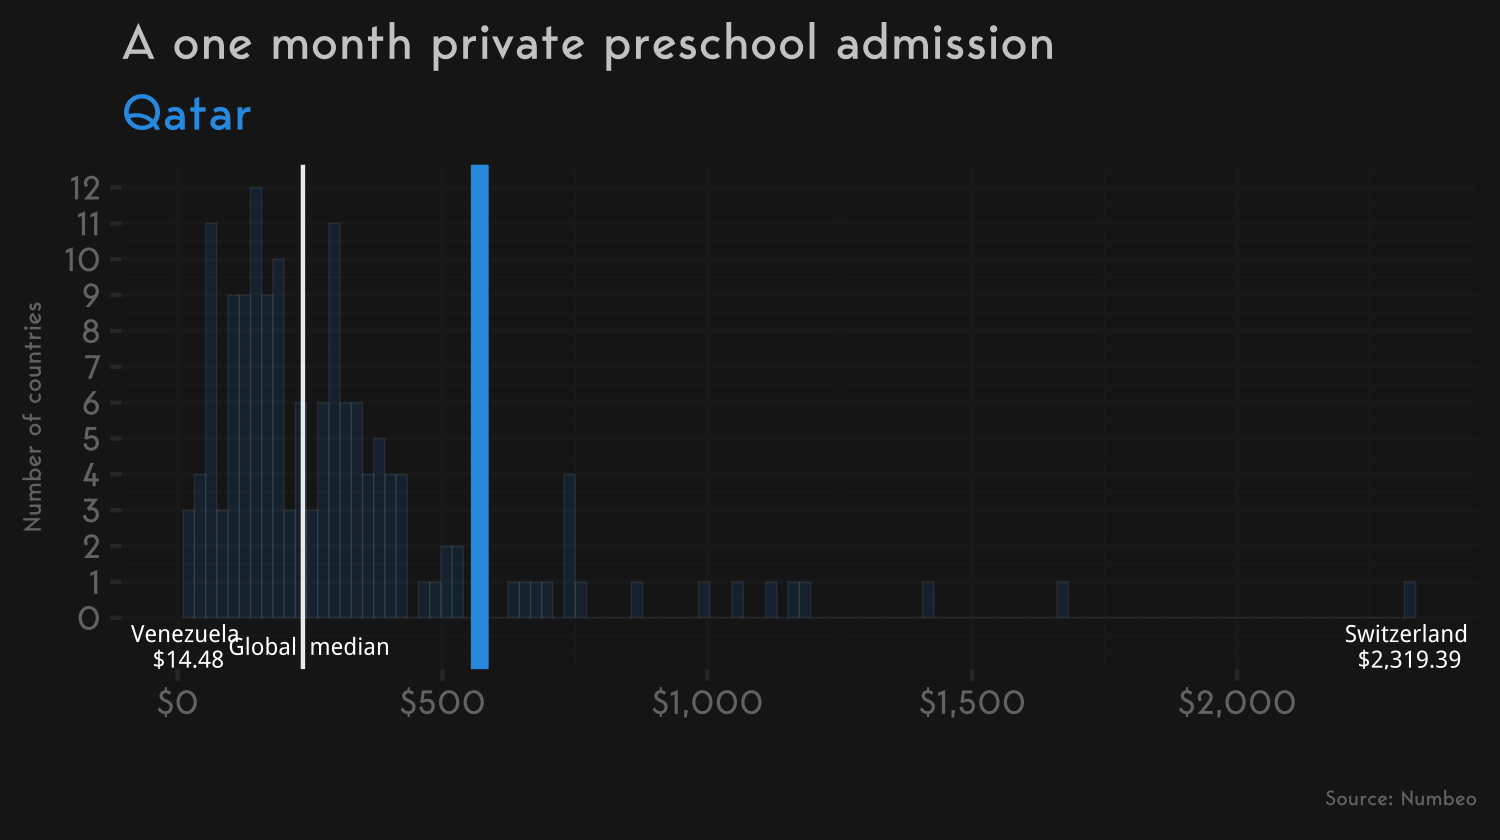 A one month private preschool admission
Qatar
Number of countries
12
11
10
9
8
7
6
5
4
3
2
1
0
Venezuela
$14.48
Global median
Switzerland
$2,319.39
$0 $500 $1,000 $1,500 $2,000
Source: Numbeo